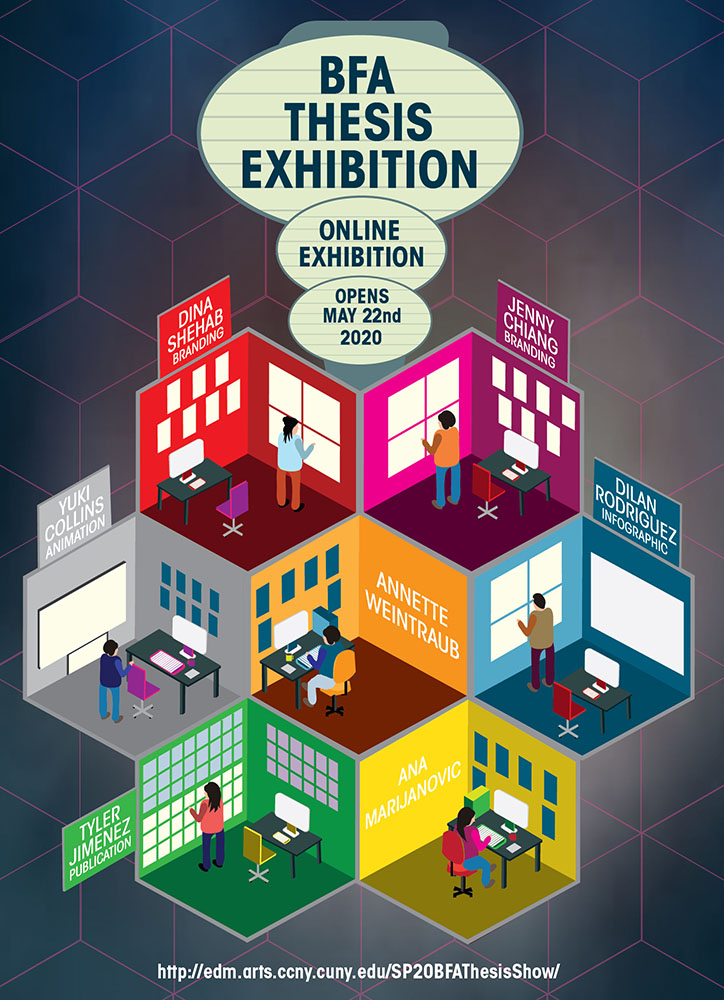 BFA
THESIS
EXHIBITION
ONLINE
EXHIBITION
OPENS
MAY 22nd
2020
DINA
SHEHAB
BRANDING
JENNY
CHIANG
BRANDING
YUKI
COLLINS
ANIMATION
DILAN
RODRIGUEZ
INFOGRAPHIC
ANNETTE
WEINTRAUB
TYLER
JIMENEZ
PUBLICATION
ANA
MARIJANOVIC
http://edm.arts.ccny.cuny.edu/SP20BFAThesisShow/